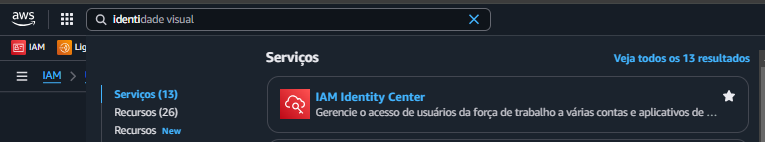 aws
identidade visual
IAM
Lig
Serviços
Veja todos os 13 resultados
IAM
Serviços (13)
Recursos (26)
Recursos New
IAM Identity Center
Gerencie o acesso de usuários da força de trabalho a várias contas e aplicativos de ...